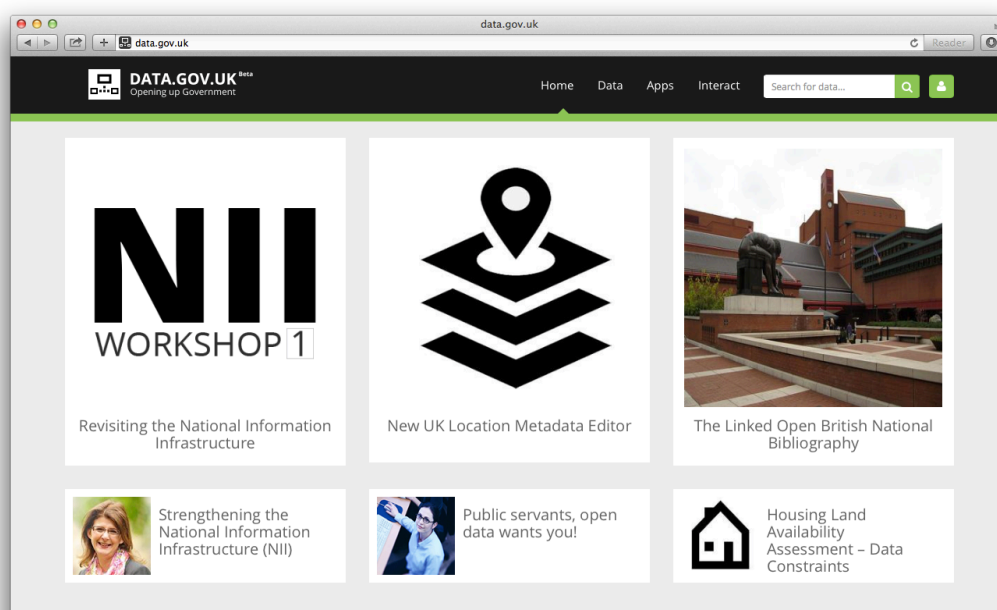 data.gov.uk
data.gov.uk
Reader
DATA.GOV.UK Beta
Opening up Government
Home
Data
Apps
Interact
Search for data...
NII
WORKSHOP 1
Revisiting the National Information
Infrastructure
New UK Location Metadata Editor
The Linked Open British National
Bibliography
Strengthening the
National Information
Infrastructure (NII)
Public servants, open
data wants you!
Housing Land
Availability
Assessment – Data
Constraints